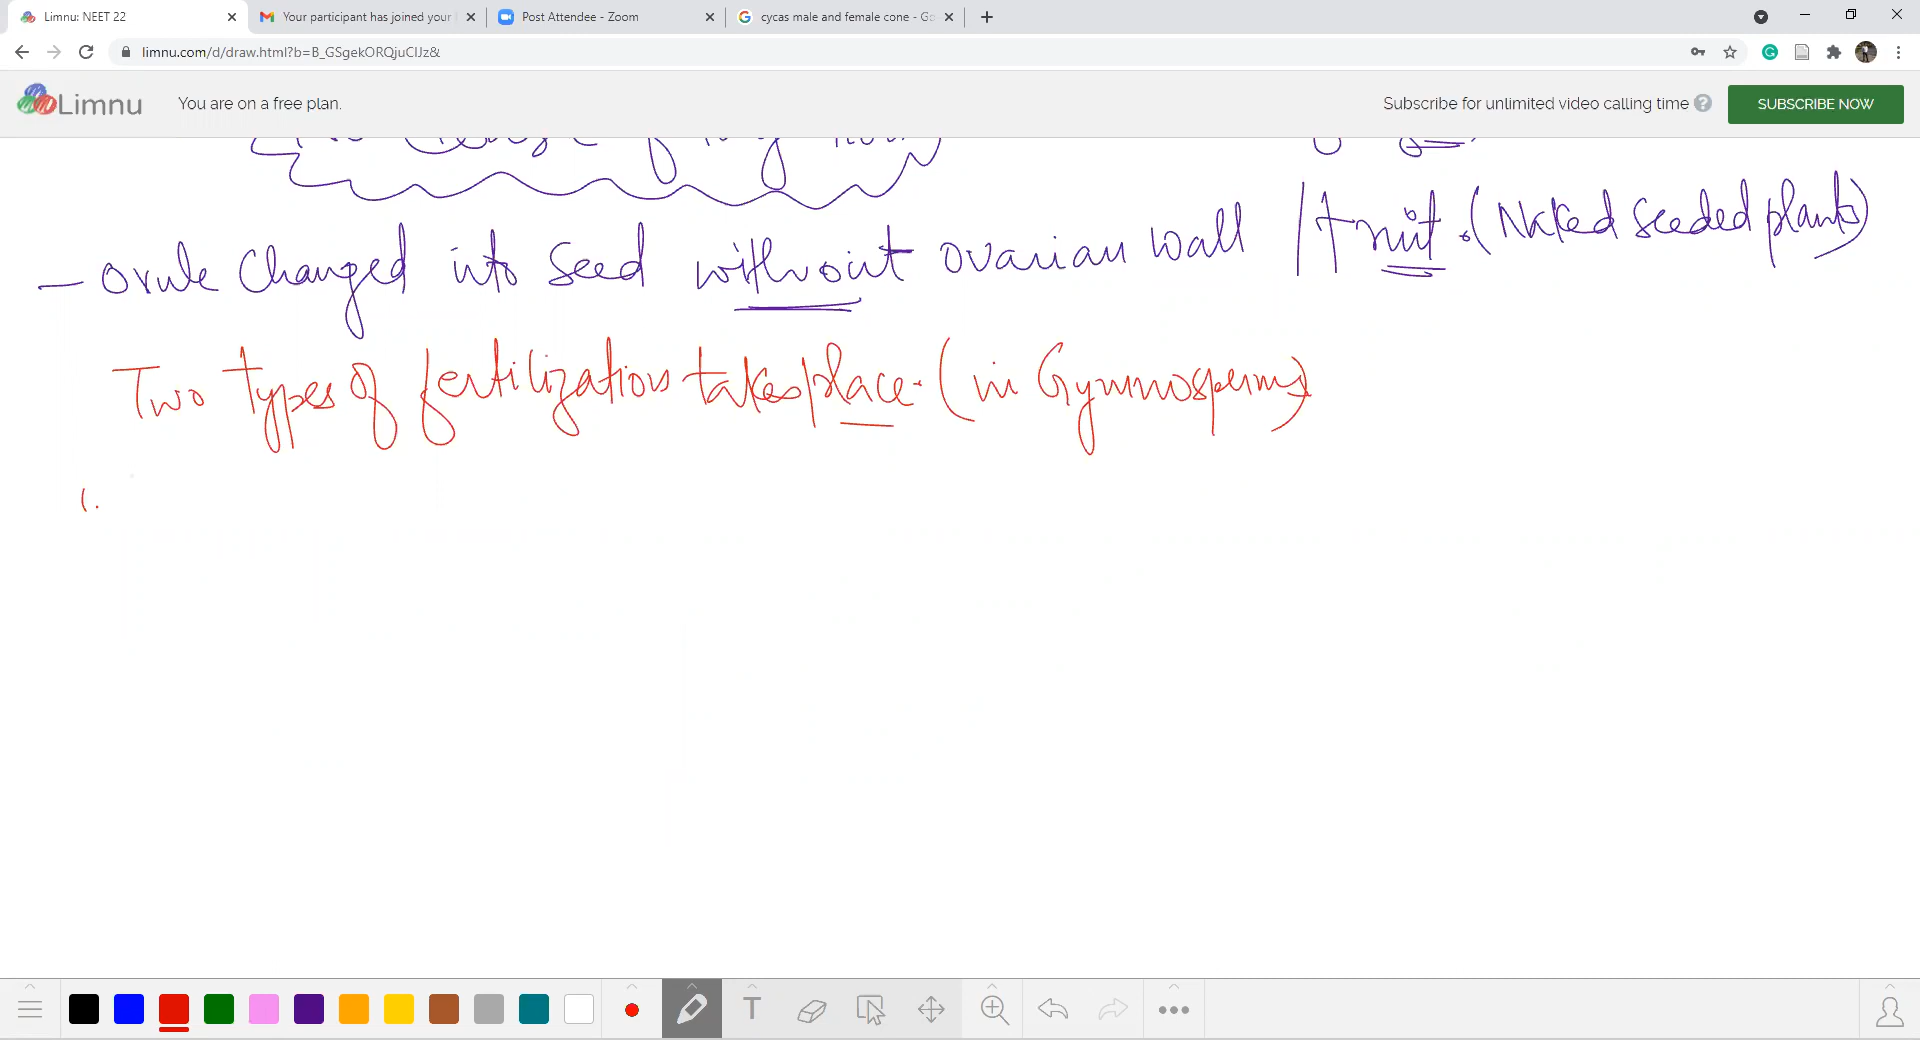 Limnu: NEET 22
Your participant has joined your
Post Attendee - Zoom
cycas male and female cone - Go
limnu.com/d/draw.html?b=B_GSgekORQjuClJz&
Limnu
You are on a free plan.
Subscribe for unlimited video calling time
SUBSCRIBE NOW
- ovule changed into seed without ovarian wall / fruit. (Naked seeded plants)
Two types of fertilization takes place. (in Gymnosperms)
1.
T